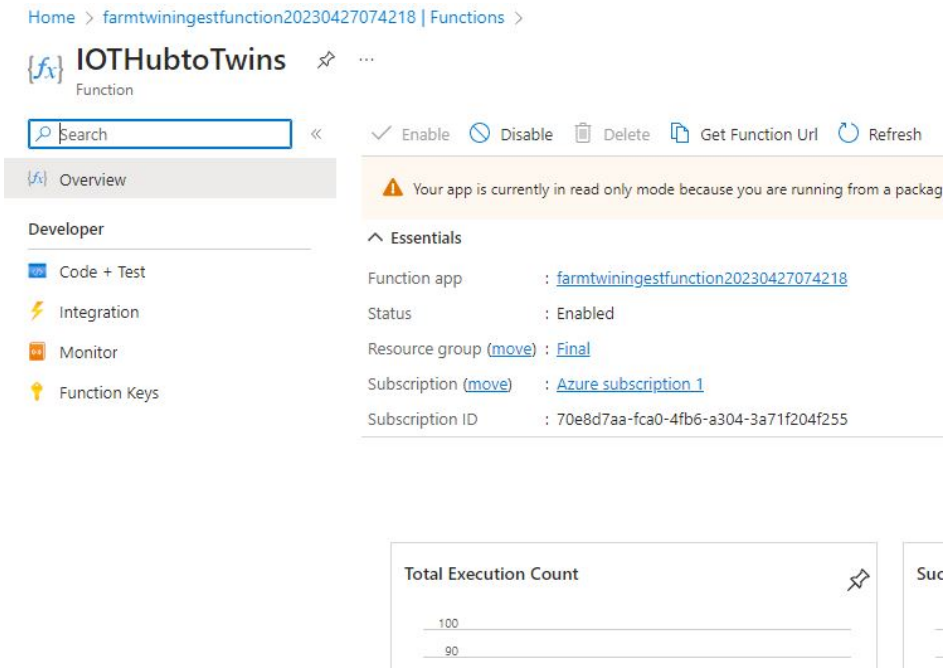 Home > farmtwiningestfunction20230427074218 | Functions >
{fx} IOTHubtoTwins ...
Function
Search «
Enable Disable Delete Get Function Url Refresh
{fx} Overview
Your app is currently in read only mode because you are running from a packag
Developer
Essentials
Code + Test
Function app : farmtwiningestfunction20230427074218
Integration
Status : Enabled
Monitor
Resource group (move) : Final
Function Keys
Subscription (move) : Azure subscription 1
Subscription ID : 70e8d7aa-fca0-4fb6-a304-3a71f204f255
Total Execution Count
Suc
100
90